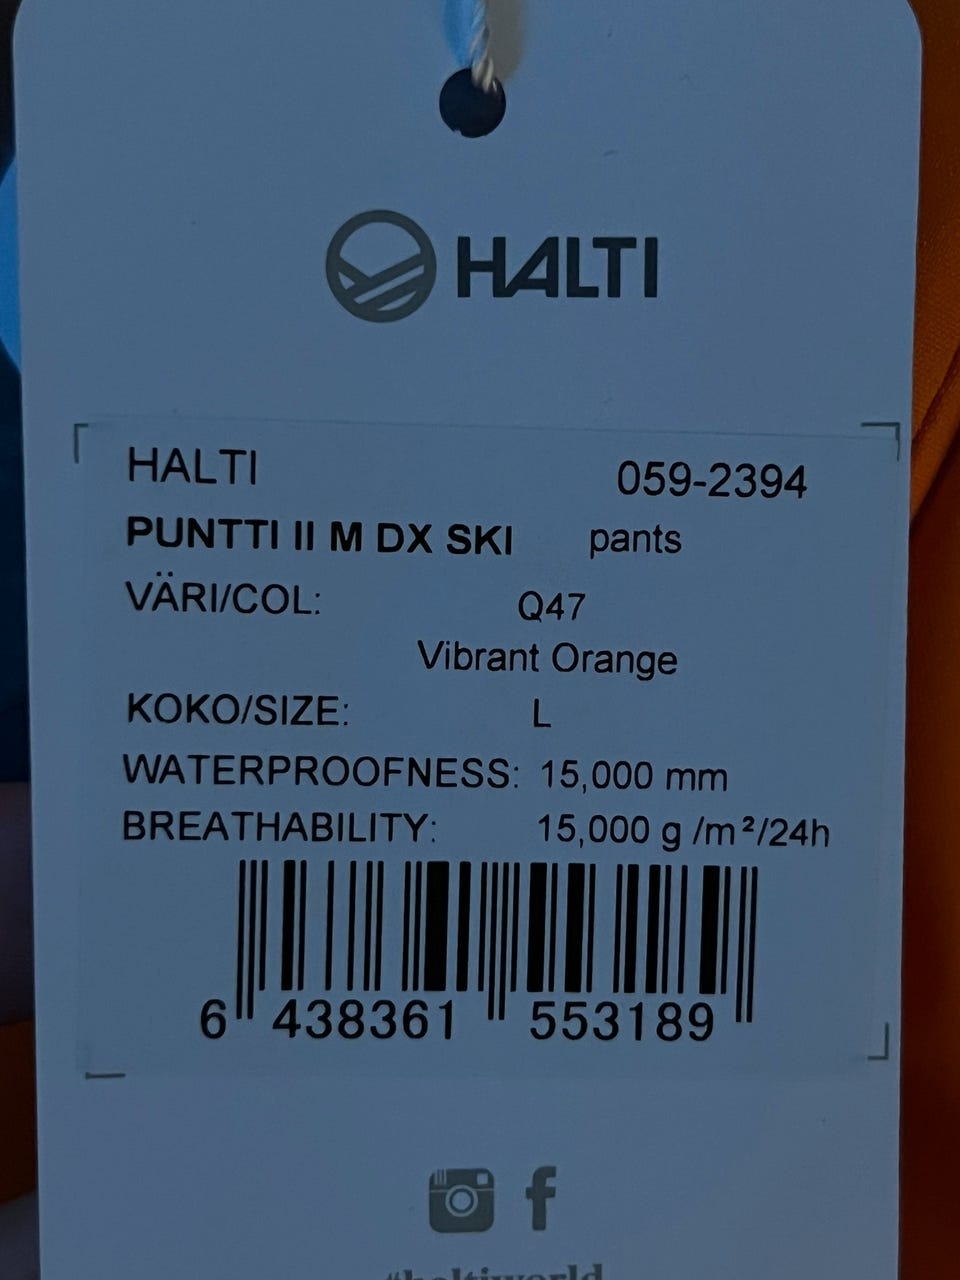 HALTI
HALTI 059-2394
PUNTTI II M DX SKI pants
VÄRI/COL: Q47
Vibrant Orange
KOKO/SIZE: L
WATERPROOFNESS: 15,000 mm
BREATHABILITY: 15,000 g /m²/24h
6 438361 553189
#haltiworld